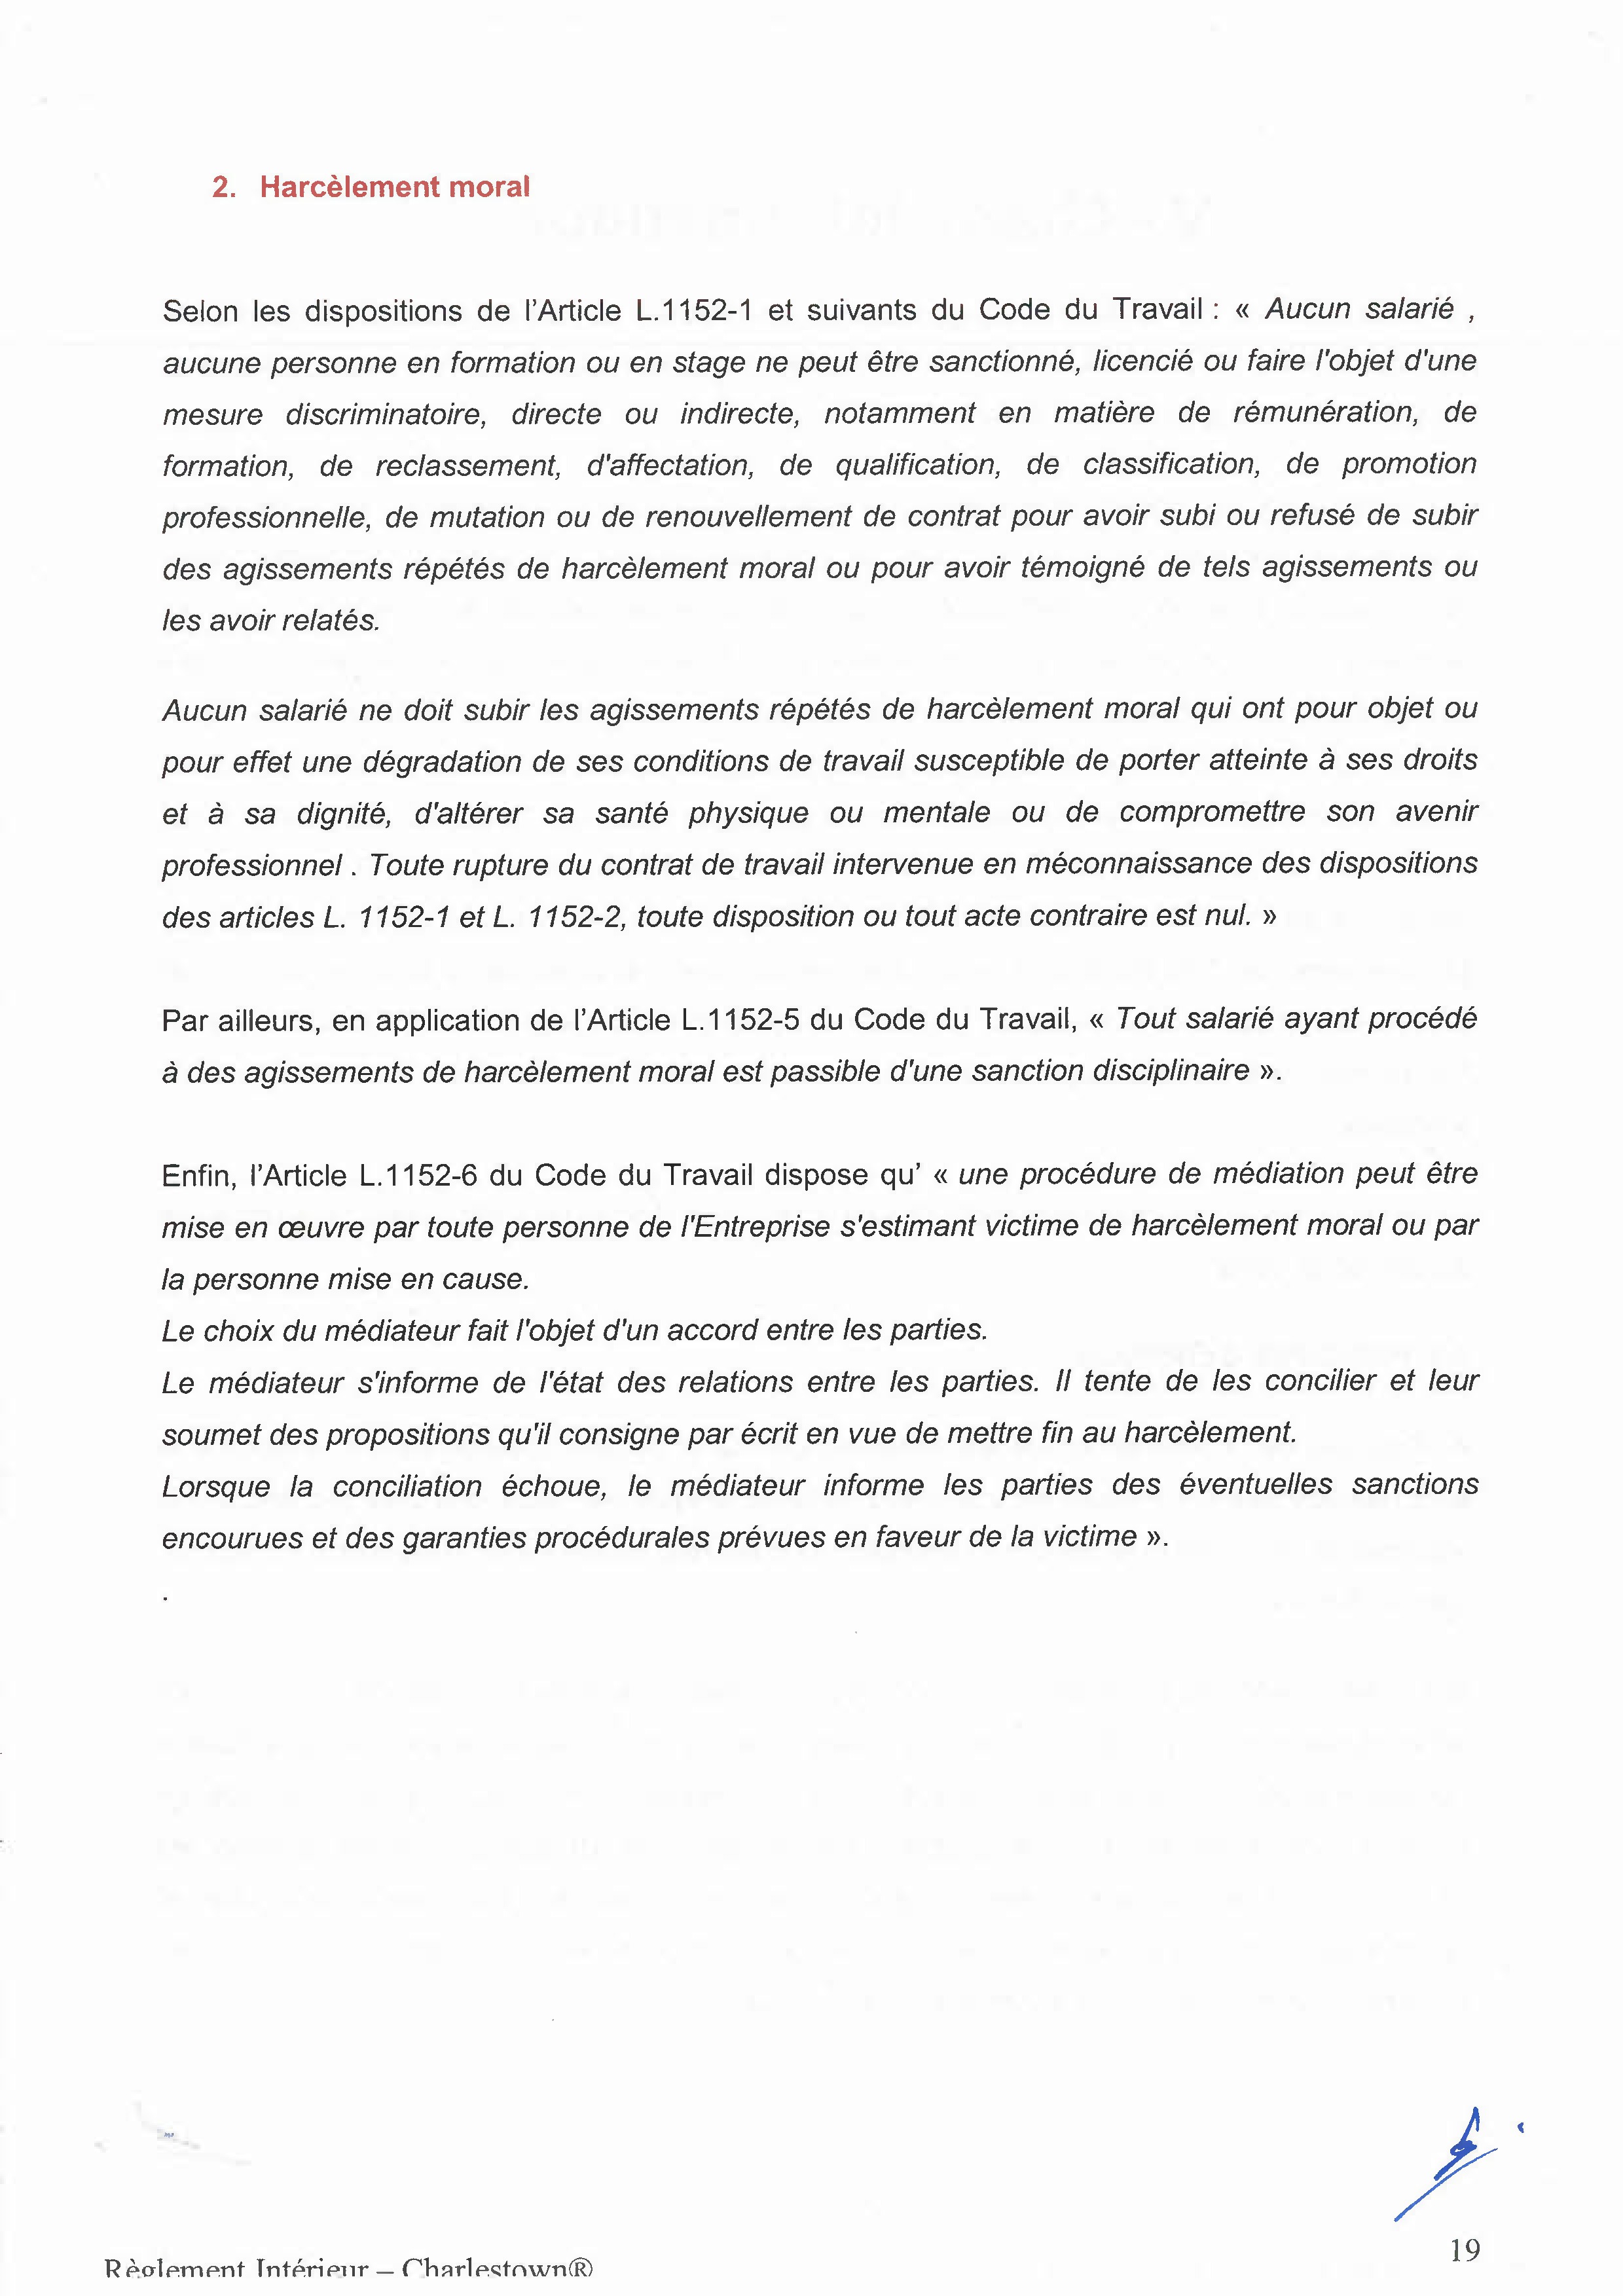 2. Harcèlement moral
Selon les dispositions de l’Article L.1152-1 et suivants du Code du Travail : « Aucun salarié ,
aucune personne en formation ou en stage ne peut être sanctionné, licencié ou faire l'objet d'une
mesure discriminatoire, directe ou indirecte, notamment en matière de rémunération, de
formation, de reclassement, d'affectation, de qualification, de classification, de promotion
professionnelle, de mutation ou de renouvellement de contrat pour avoir subi ou refusé de subir
des agissements répétés de harcèlement moral ou pour avoir témoigné de tels agissements ou
les avoir relatés.
Aucun salarié ne doit subir les agissements répétés de harcèlement moral qui ont pour objet ou
pour effet une dégradation de ses conditions de travail susceptible de porter atteinte à ses droits
et à sa dignité, d'altérer sa santé physique ou mentale ou de compromettre son avenir
professionnel . Toute rupture du contrat de travail intervenue en méconnaissance des dispositions
des articles L. 1152-1 et L. 1152-2, toute disposition ou tout acte contraire est nul. »
Par ailleurs, en application de l’Article L.1152-5 du Code du Travail, « Tout salarié ayant procédé
à des agissements de harcèlement moral est passible d'une sanction disciplinaire ».
Enfin, l’Article L.1152-6 du Code du Travail dispose qu’ « une procédure de médiation peut être
mise en œuvre par toute personne de l'Entreprise s'estimant victime de harcèlement moral ou par
la personne mise en cause.
Le choix du médiateur fait l'objet d'un accord entre les parties.
Le médiateur s'informe de l'état des relations entre les parties. Il tente de les concilier et leur
soumet des propositions qu'il consigne par écrit en vue de mettre fin au harcèlement.
Lorsque la conciliation échoue, le médiateur informe les parties des éventuelles sanctions
encourues et des garanties procédurales prévues en faveur de la victime ».
.
19
Règlement Intérieur – Charlestown®